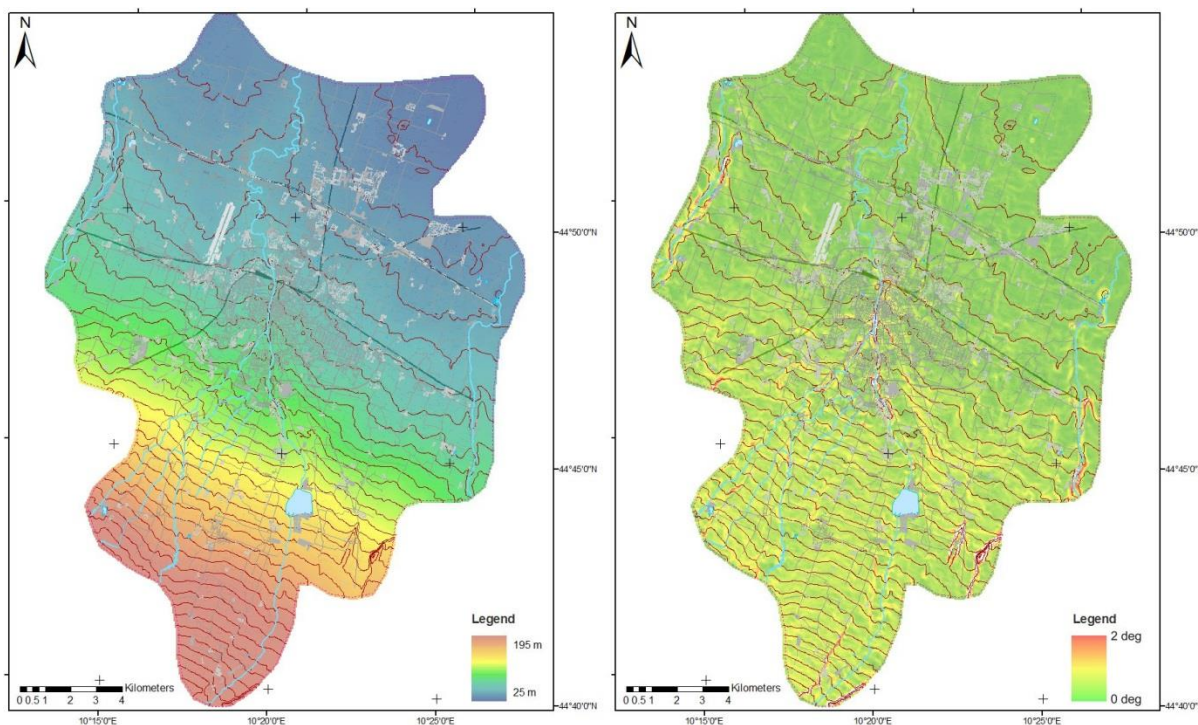 N
44°50'0"N
44°45'0"N
Legend
195 m
25 m
Kilometers
0 0.5 1 2 3 4
44°40'0"N
10°15'0"E
10°20'0"E
10°25'0"E
N
44°50'0"N
44°45'0"N
Legend
2 deg
0 deg
Kilometers
0 0.5 1 2 3 4
44°40'0"N
10°15'0"E
10°20'0"E
10°25'0"E